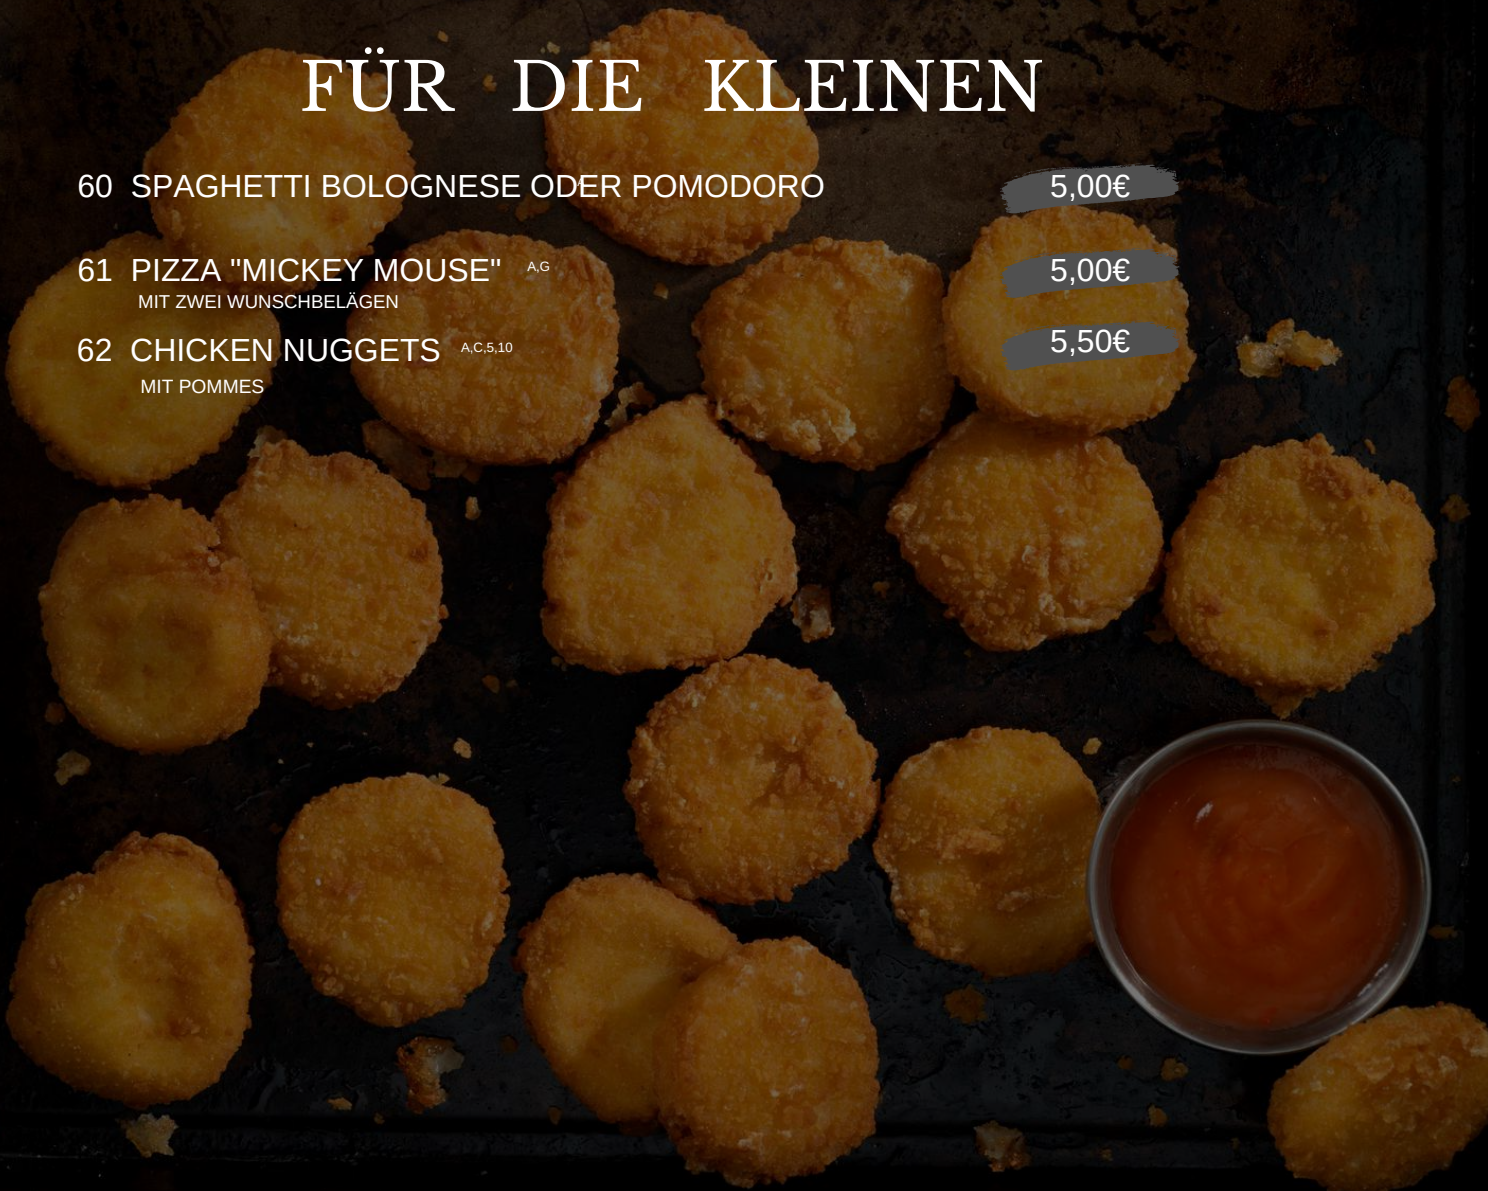 FÜR DIE KLEINEN
60 SPAGHETTI BOLOGNESE ODER POMODORO 5,00€
61 PIZZA "MICKEY MOUSE" A,G 5,00€
MIT ZWEI WUNSCHBELÄGEN
62 CHICKEN NUGGETS A,C,5,10 5,50€
MIT POMMES